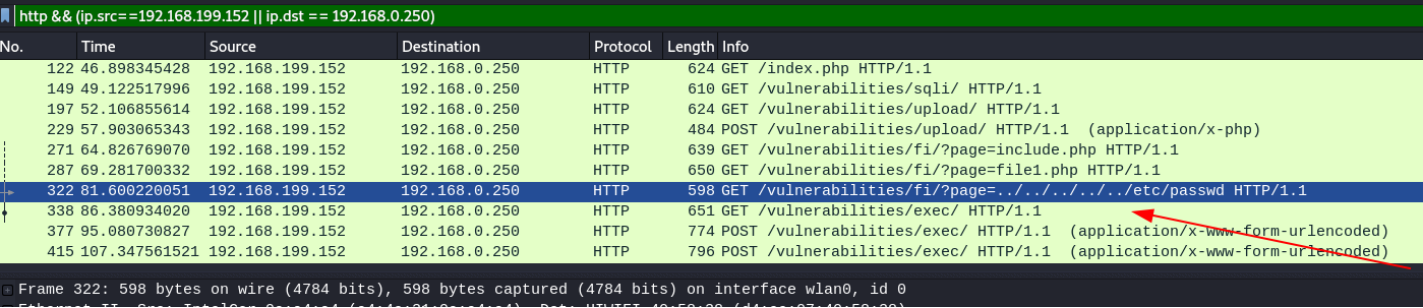 http && (ip.src==192.168.199.152 || ip.dst == 192.168.0.250)
No. Time Source Destination Protocol Length Info
122 46.898345428 192.168.199.152 192.168.0.250 HTTP 624 GET /index.php HTTP/1.1
149 49.122517996 192.168.199.152 192.168.0.250 HTTP 610 GET /vulnerabilities/sqli/ HTTP/1.1
197 52.106855614 192.168.199.152 192.168.0.250 HTTP 624 GET /vulnerabilities/upload/ HTTP/1.1
229 57.903065343 192.168.199.152 192.168.0.250 HTTP 484 POST /vulnerabilities/upload/ HTTP/1.1 (application/x-php)
271 64.826769070 192.168.199.152 192.168.0.250 HTTP 639 GET /vulnerabilities/fi/?page=include.php HTTP/1.1
287 69.281700332 192.168.199.152 192.168.0.250 HTTP 650 GET /vulnerabilities/fi/?page=file1.php HTTP/1.1
322 81.600220051 192.168.199.152 192.168.0.250 HTTP 598 GET /vulnerabilities/fi/?page=../../../../../etc/passwd HTTP/1.1
338 86.380934020 192.168.199.152 192.168.0.250 HTTP 651 GET /vulnerabilities/exec/ HTTP/1.1
377 95.080730827 192.168.199.152 192.168.0.250 HTTP 774 POST /vulnerabilities/exec/ HTTP/1.1 (application/x-www-form-urlencoded)
415 107.347561521 192.168.199.152 192.168.0.250 HTTP 796 POST /vulnerabilities/exec/ HTTP/1.1 (application/x-www-form-urlencoded)
Frame 322: 598 bytes on wire (4784 bits), 598 bytes captured (4784 bits) on interface wlan0, id 0